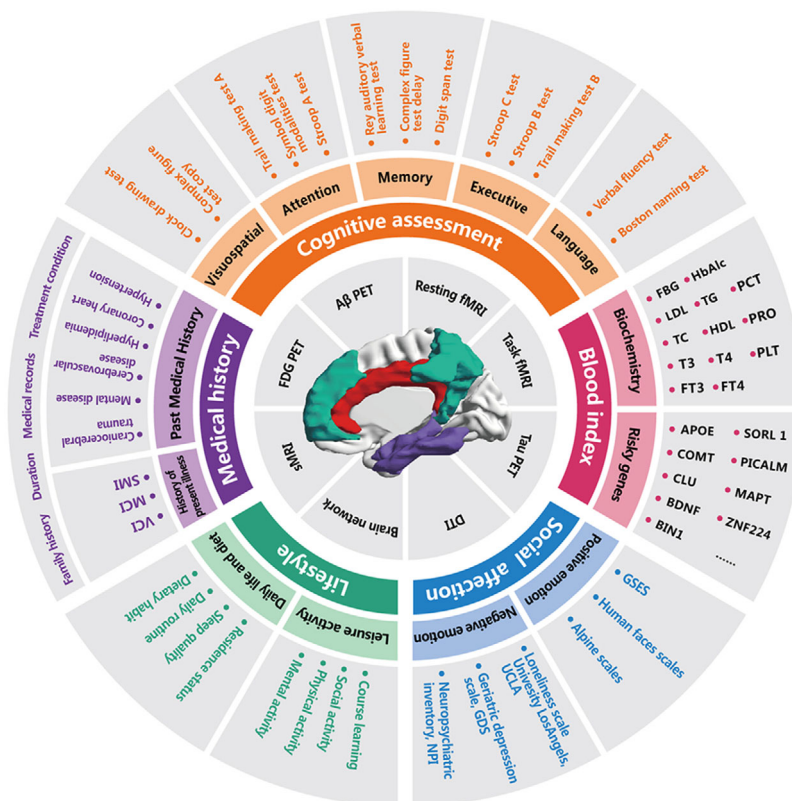 Cognitive assessment
Visuospatial
Clock drawing test
Complex figure
test copy
Attention
Trail making test A
Symbol digit
modalities test
Stroop A test
Memory
Rey auditory verbal
learning test
Complex figure
test delay
Digit span test
Executive
Stroop C test
Stroop B test
Trail making test B
Language
Verbal fluency test
Boston naming test
Blood index
Biochemistry
FBG HbAlc
LDL TG PCT
TC HDL PRO
T3 T4 PLT
FT3 FT4
Risky genes
APOE SORL 1
COMT PICALM
CLU MAPT
BDNF ZNF224
BIN1
......
Social affection
Positive emotion
GSES
Human faces scales
Alpine scales
Negative emotion
Loneliness scale
Univesity LosAngels,
UCLA
Geriatric depression
scale, GDS
Neuropsychiatric
inventory, NPI
Lifestyle
Leisure activity
Course learning
Social activity
Physical activity
Mental activity
Daily life and diet
Residence status
Sleep quality
Daily routine
Dietary habit
Medical history
History of
present illness
VCI
MCI
SMI
Past Medical History
Craniocerebral
trauma
Mental disease
Cerebrovascular
disease
Hyperlipidemia
Coronary heart
Hypertension
Family history
Duration
Medical records
Treatment condition
Aβ PET
Resting fMRI
Task fMRI
Tau PET
DTI
Brain network
sMRI
FDG PET